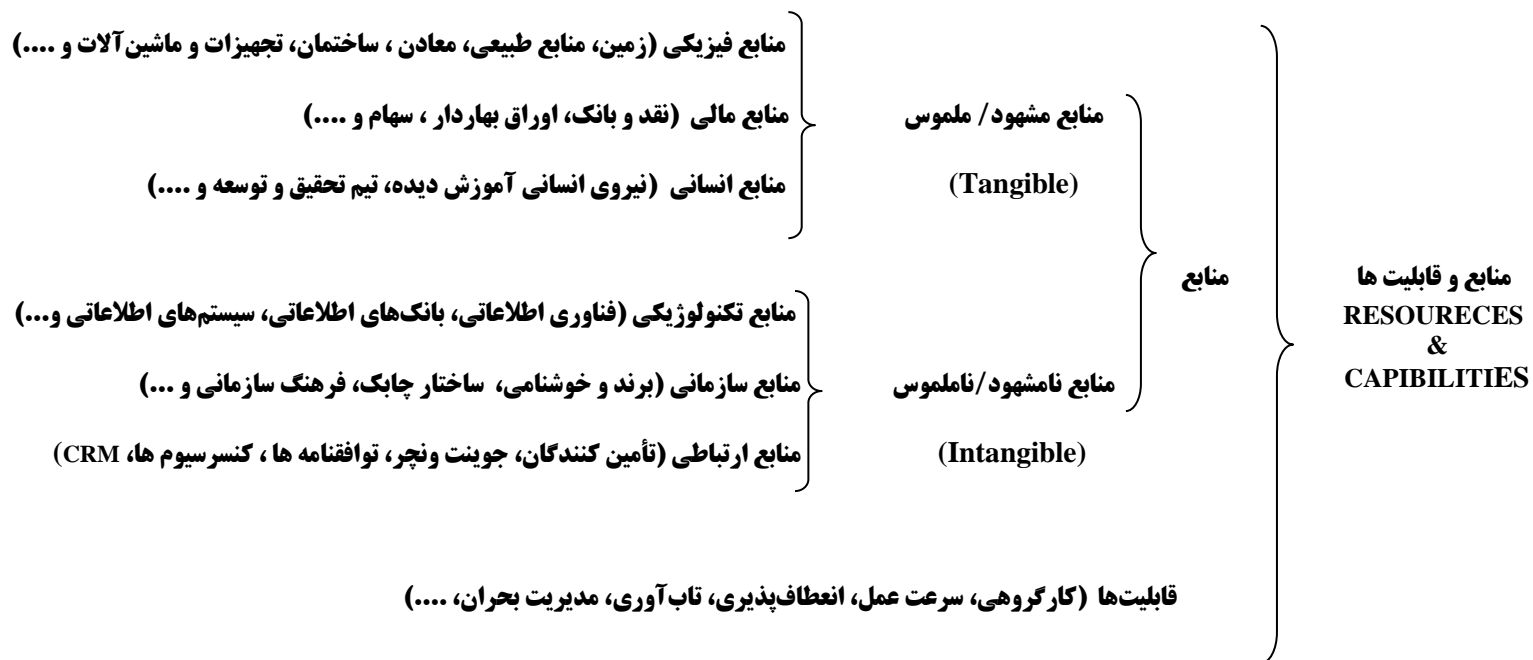 منابع فیزیکی (زمین، منابع طبیعی، معادن ، ساختمان، تجهیزات و ماشین‌آلات و ....)
منابع مشهود/ ملموس
منابع مالی (نقد و بانک، اوراق بهاردار ، سهام و ....)
(Tangible)
منابع انسانی (نیروی انسانی آموزش دیده، تیم تحقیق و توسعه و ....)
منابع و قابلیت ها
RESOURECES
&
CAPIBILITIES
منابع
منابع تکنولوژیکی (فناوری اطلاعاتی، بانک‌های اطلاعاتی، سیستم‌های اطلاعاتی و...)
منابع نامشهود/ناملموس
منابع سازمانی (برند و خوشنامی، ساختار چابک، فرهنگ سازمانی و ...)
(Intangible)
منابع ارتباطی (تأمین کنندگان، جوینت ونچر، توافقنامه ها ، کنسرسیوم ها، CRM)
قابلیت‌ها (کار گروهی، سرعت عمل، انعطاف‌پذیری، تاب‌آوری، مدیریت بحران، ....)